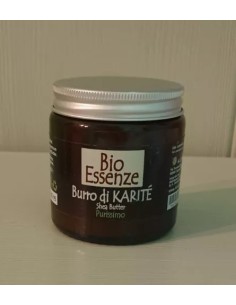 Bio
Essenze
Burro di KARITÉ
Shea Butter
Purissimo